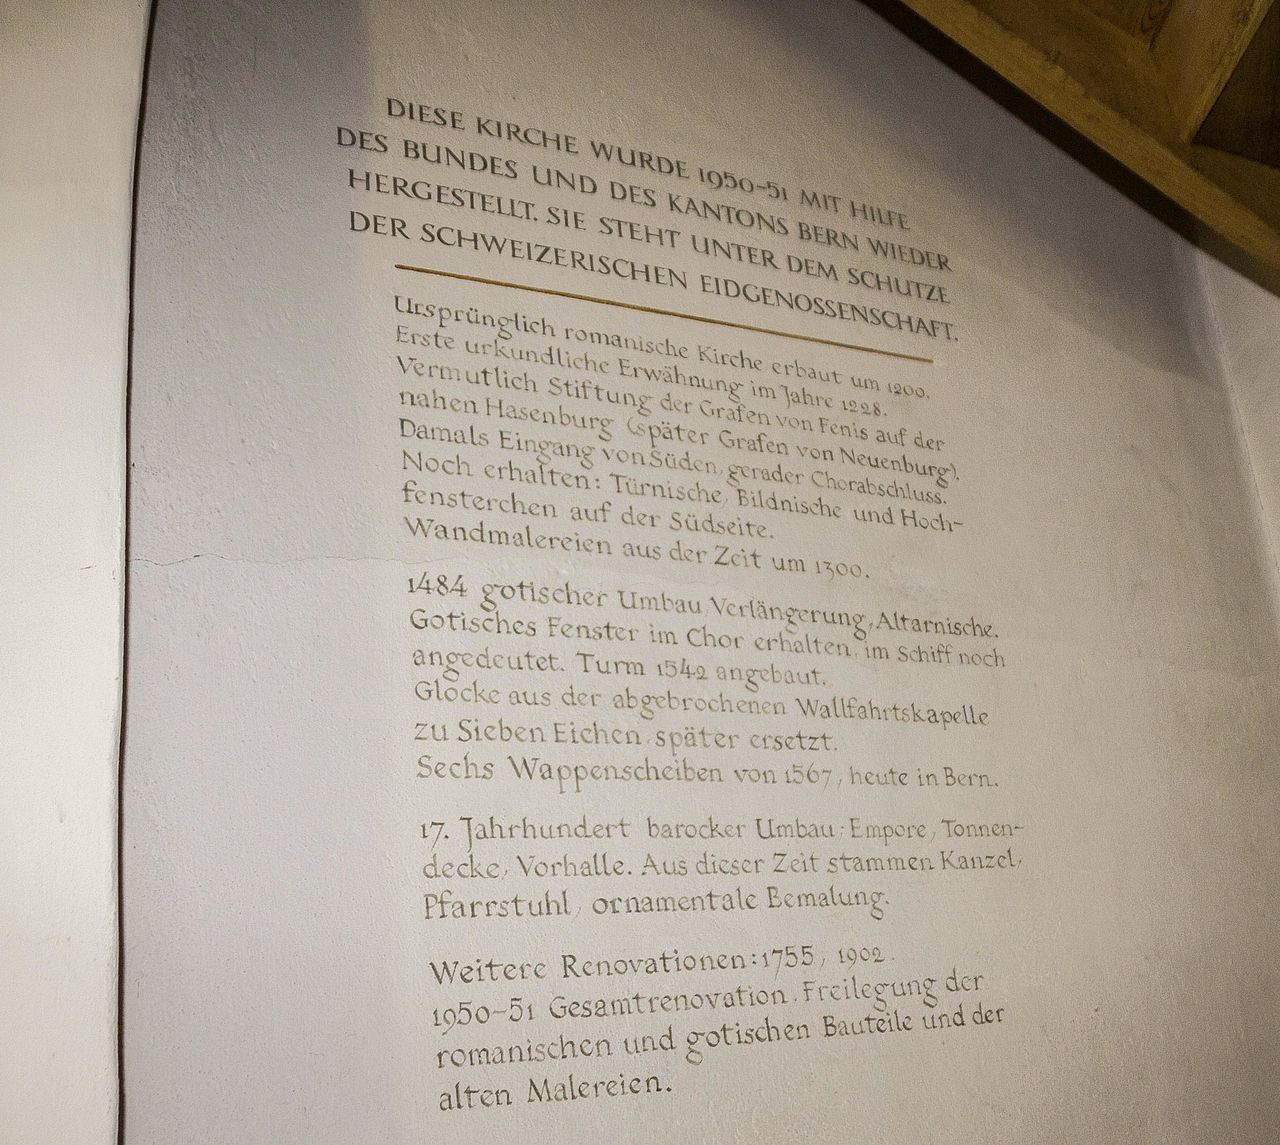 DIESE KIRCHE WURDE 1950-51 MIT HILFE
DES BUNDES UND DES KANTONS BERN WIEDER
HERGESTELLT. SIE STEHT UNTER DEM SCHUTZE
DER SCHWEIZERISCHEN EIDGENOSSENSCHAFT.
Ursprünglich romanische Kirche erbaut um 1200.
Erste urkundliche Erwähnung im Jahre 1228.
Vermutlich Stiftung der Grafen von Fenis auf der
nahen Hasenburg (später Grafen von Neuenburg).
Damals Eingang von Süden, gerader Chorabschluss.
Noch erhalten: Türnische, Bildnische und Hoch-
fensterchen auf der Südseite.
Wandmalereien aus der Zeit um 1300.
1484 gotischer Umbau, Verlängerung, Altarnische.
Gotisches Fenster im Chor erhalten, im Schiff noch
angedeutet. Turm 1542 angebaut.
Glocke aus der abgebrochenen Wallfahrtskapelle
zu Sieben Eichen, später ersetzt.
Sechs Wappenscheiben von 1567, heute in Bern.
17. Jahrhundert barocker Umbau: Empore, Tonnen-
decke, Vorhalle. Aus dieser Zeit stammen Kanzel,
Pfarrstuhl, ornamentale Bemalung.
Weitere Renovationen: 1755, 1902.
1950-51 Gesamtrenovation. Freilegung der
romanischen und gotischen Bauteile und der
alten Malereien.